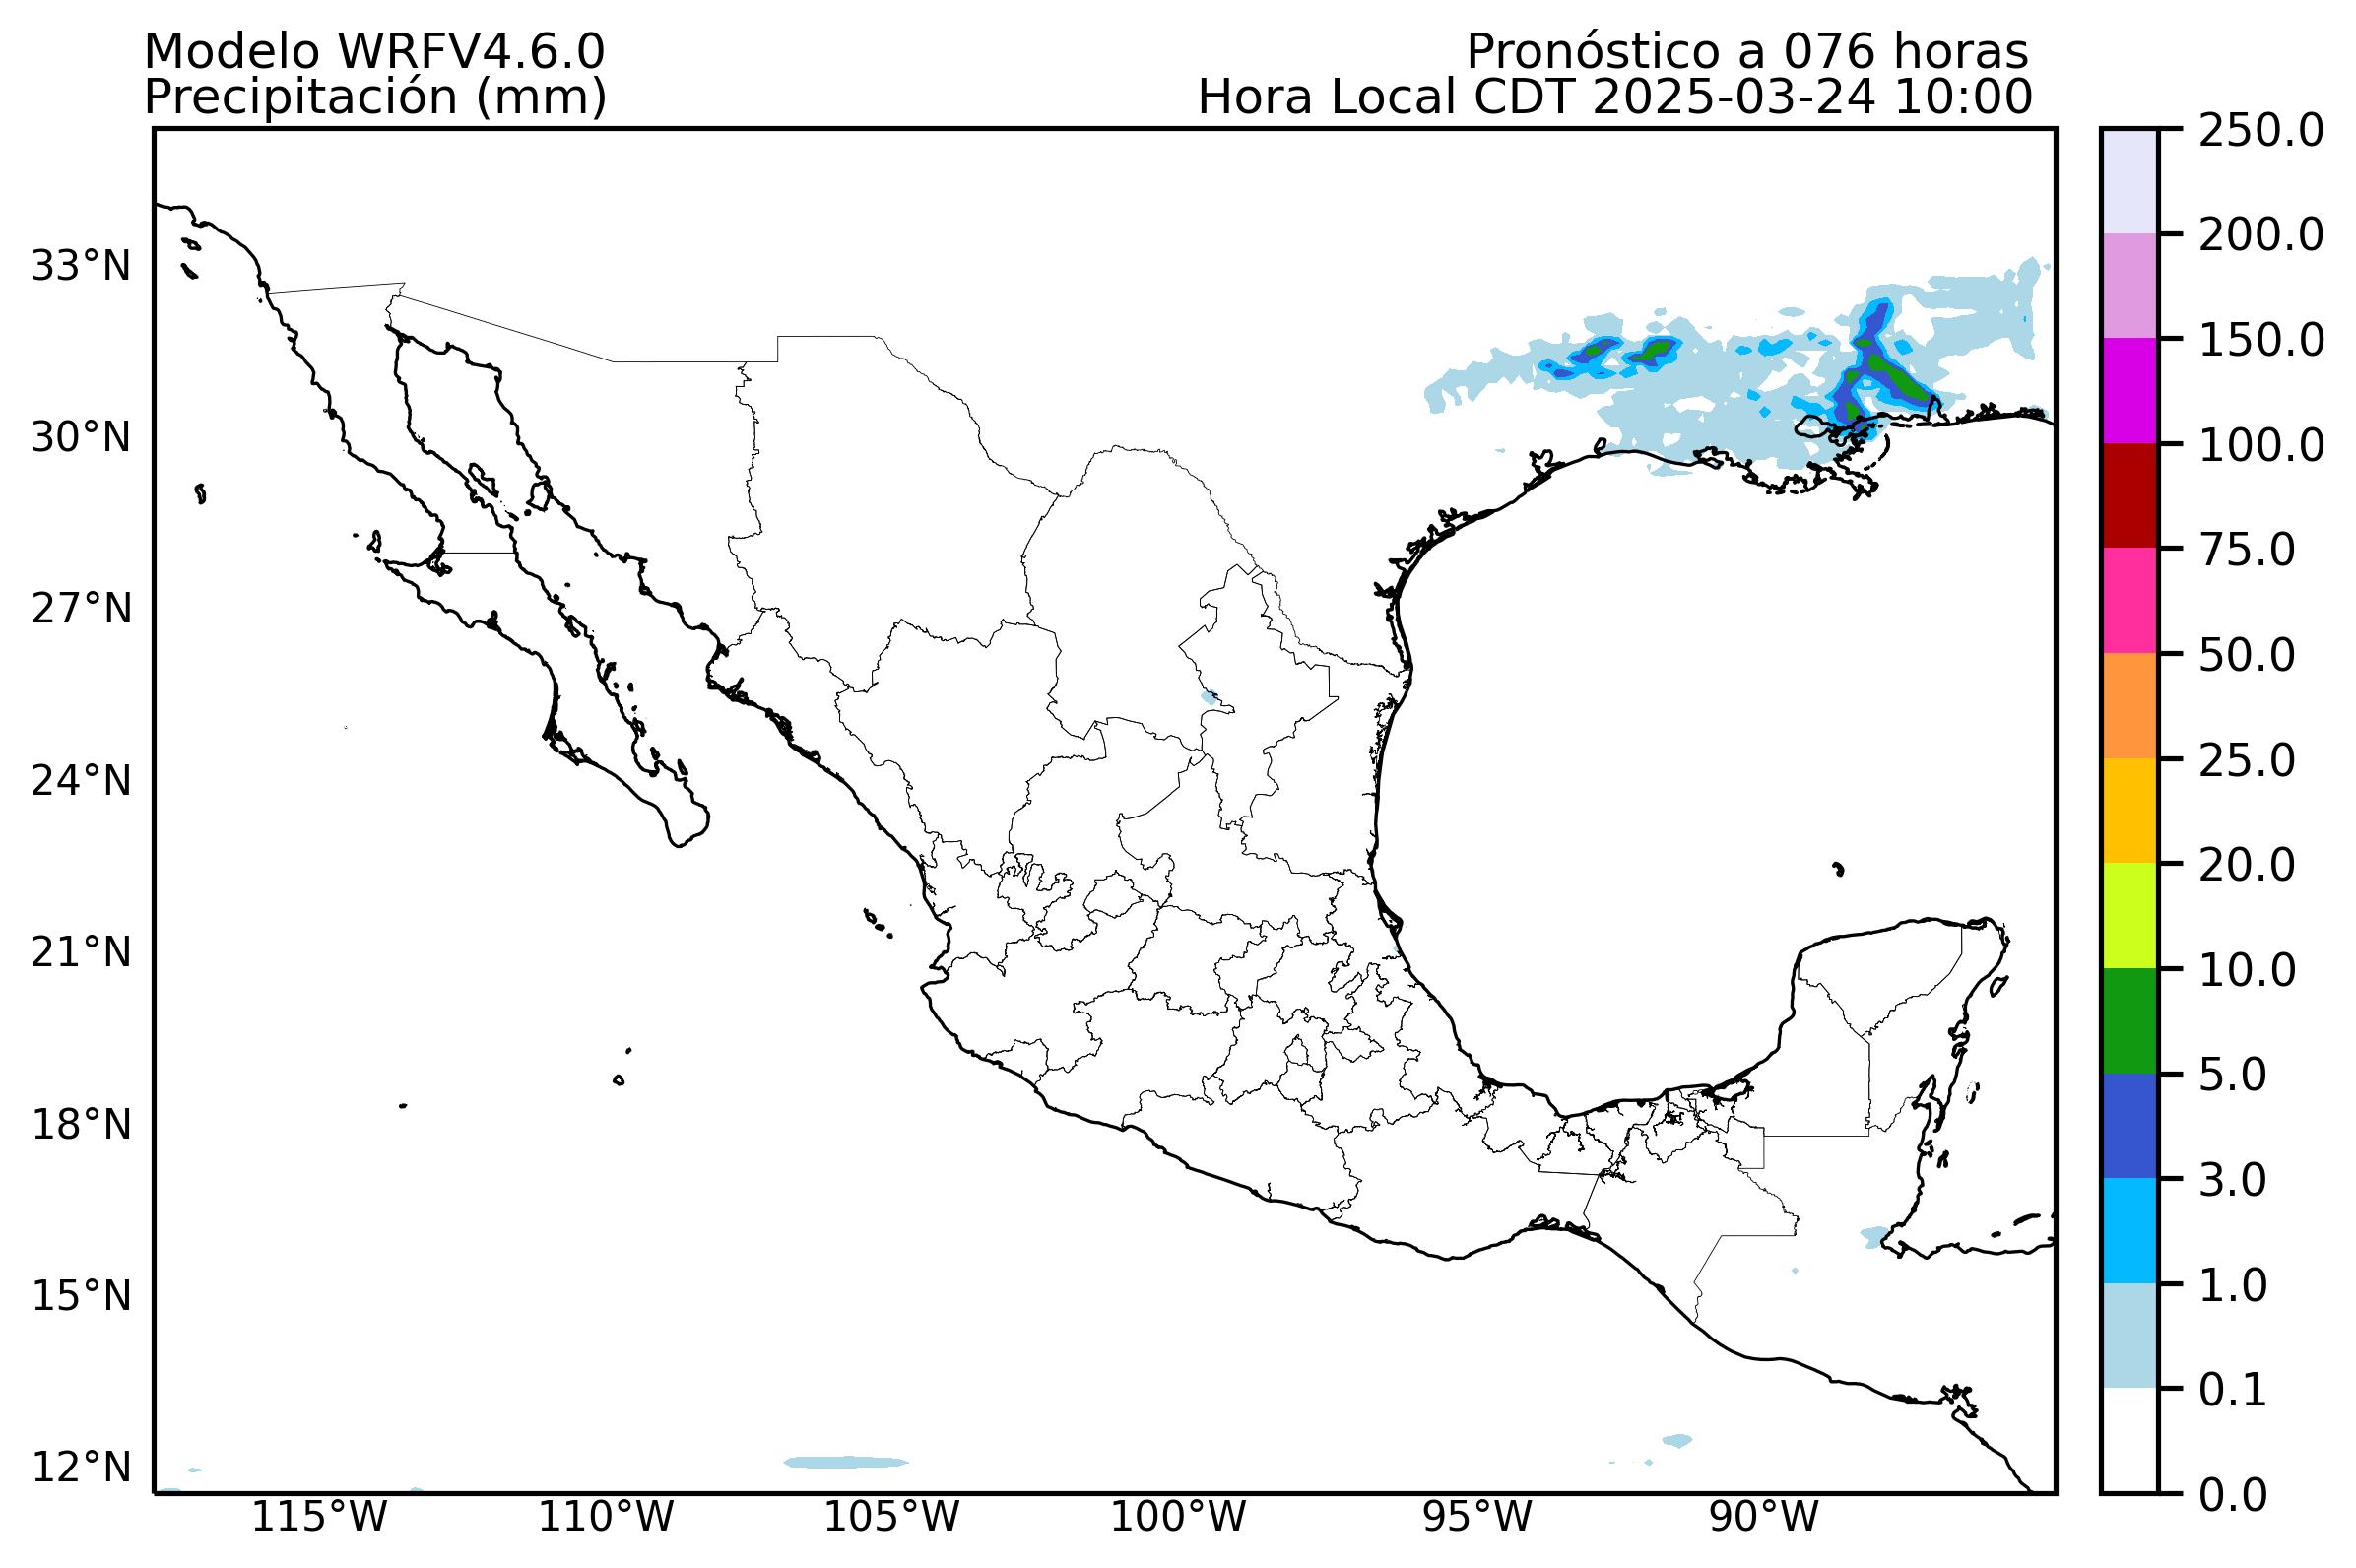 Modelo WRFV4.6.0
Pronóstico a 076 horas
Precipitación (mm)
Hora Local CDT 2025-03-24 10:00
250.0
200.0
150.0
100.0
75.0
50.0
25.0
20.0
10.0
5.0
3.0
1.0
0.1
0.0
33°N
30°N
27°N
24°N
21°N
18°N
15°N
12°N
115°W
110°W
105°W
100°W
95°W
90°W